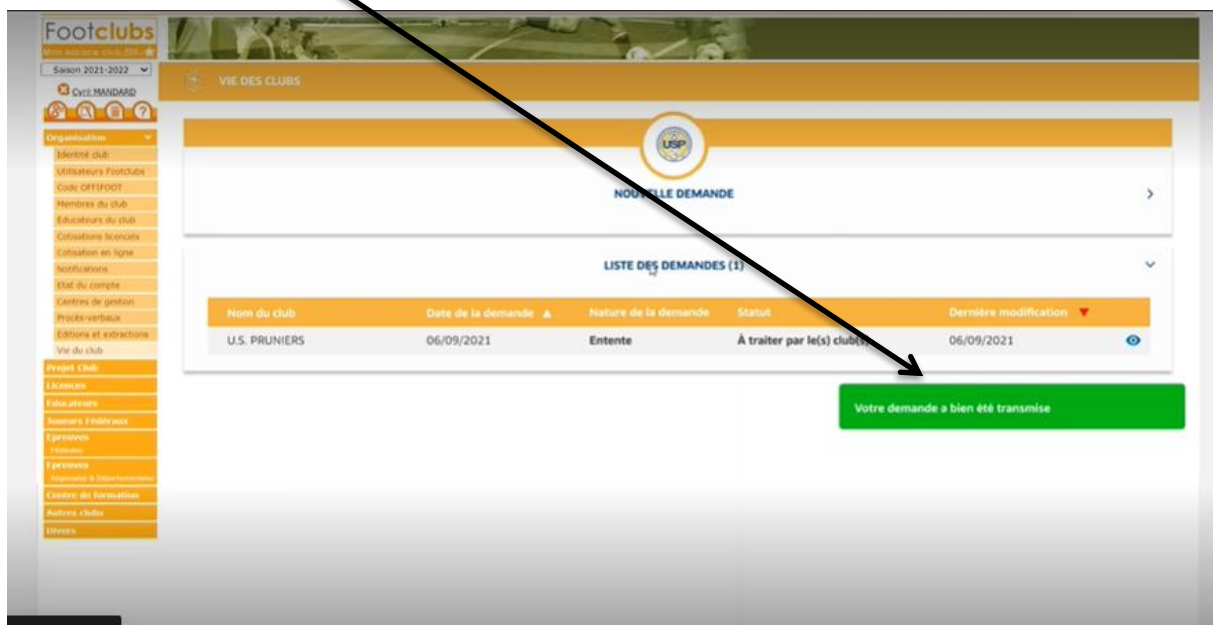 Footclubs
Mon espace club FFF
Saison 2021-2022
Cyril MANDARD
VIE DES CLUBS
Organisation
Identité club
Utilisateurs Footclubs
Code OFFIFOOT
Membres du club
Educateurs du club
Cotisations licenciés
Cotisation en ligne
Notifications
Etat du compte
Centres de gestion
Procès-verbaux
Editions et extractions
Vie du club
Projet Club
Licences
Educateurs
Joueurs Fédéraux
Epreuves
Fédérales
Epreuves
Régionales & Départementales
Centre de formation
Autres clubs
Divers
USP
NOUVELLE DEMANDE
LISTE DES DEMANDES (1)
Nom du club Date de la demande Nature de la demande Statut Dernière modification
U.S. PRUNIERS 06/09/2021 Entente À traiter par le(s) club(s) 06/09/2021
Votre demande a bien été transmise